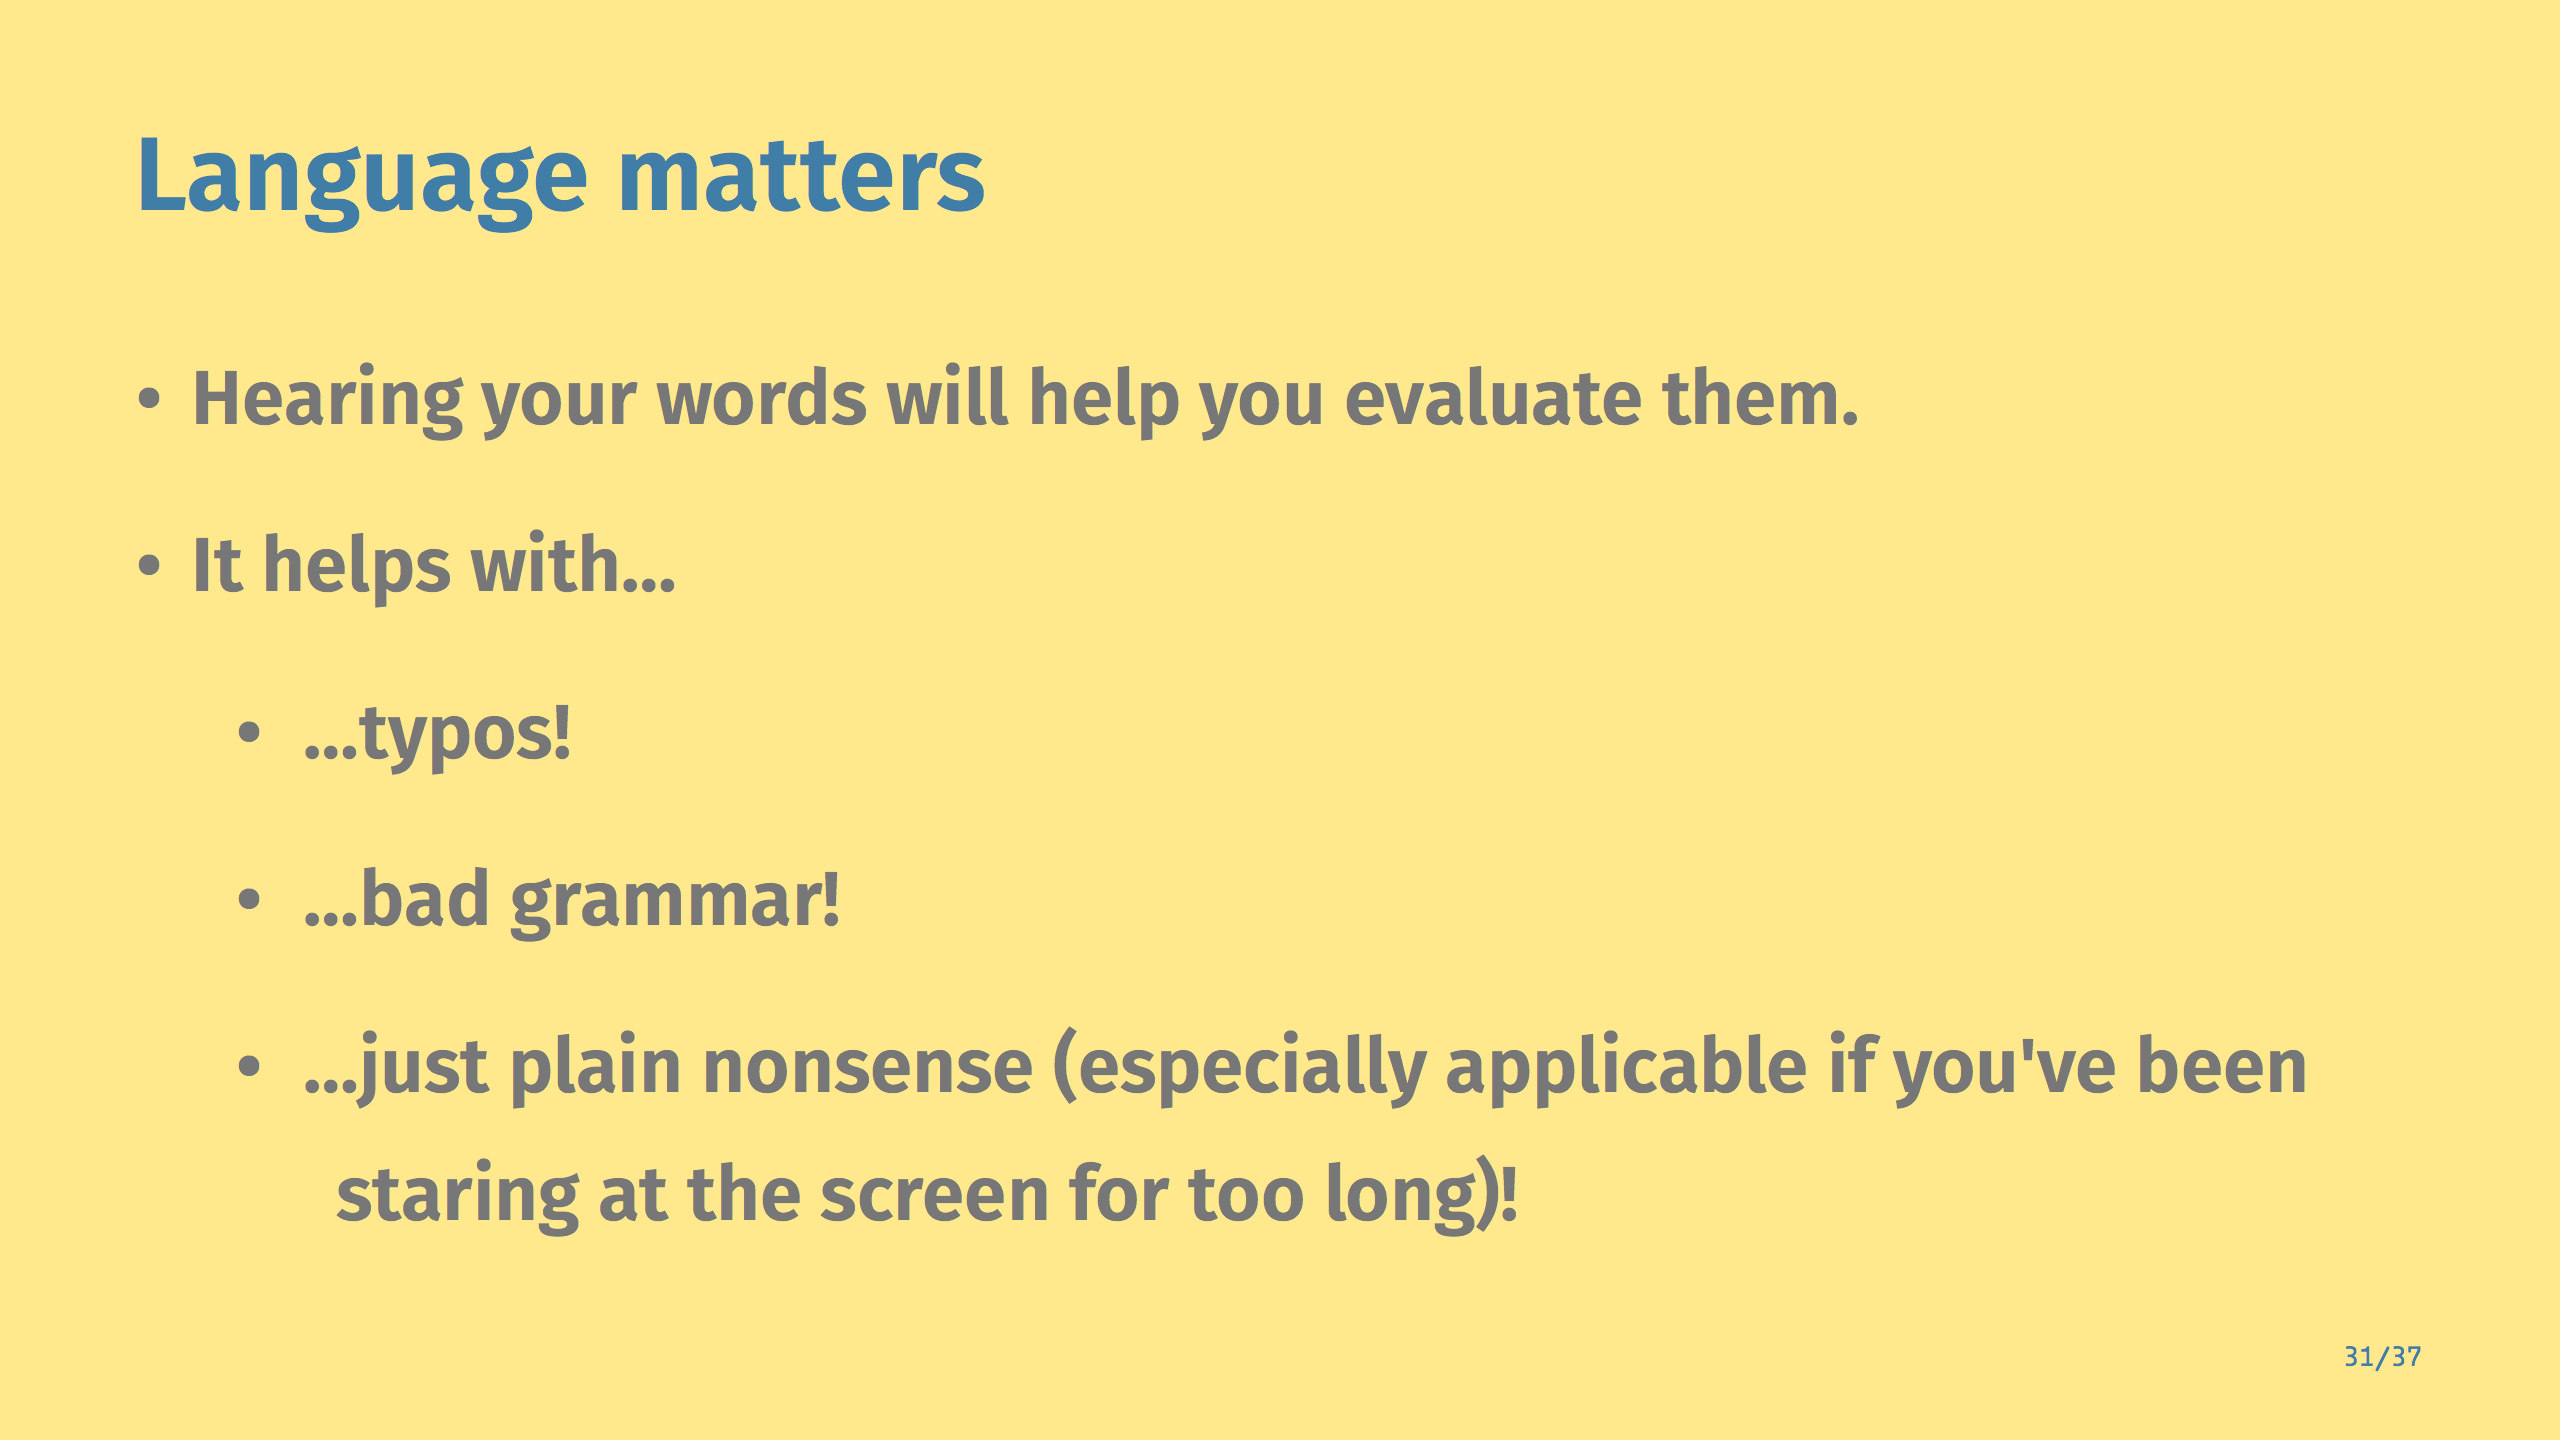 Language matters
• Hearing your words will help you evaluate them.
• It helps with…
• …typos!
• …bad grammar!
• …just plain nonsense (especially applicable if you've been
staring at the screen for too long)!
31/37